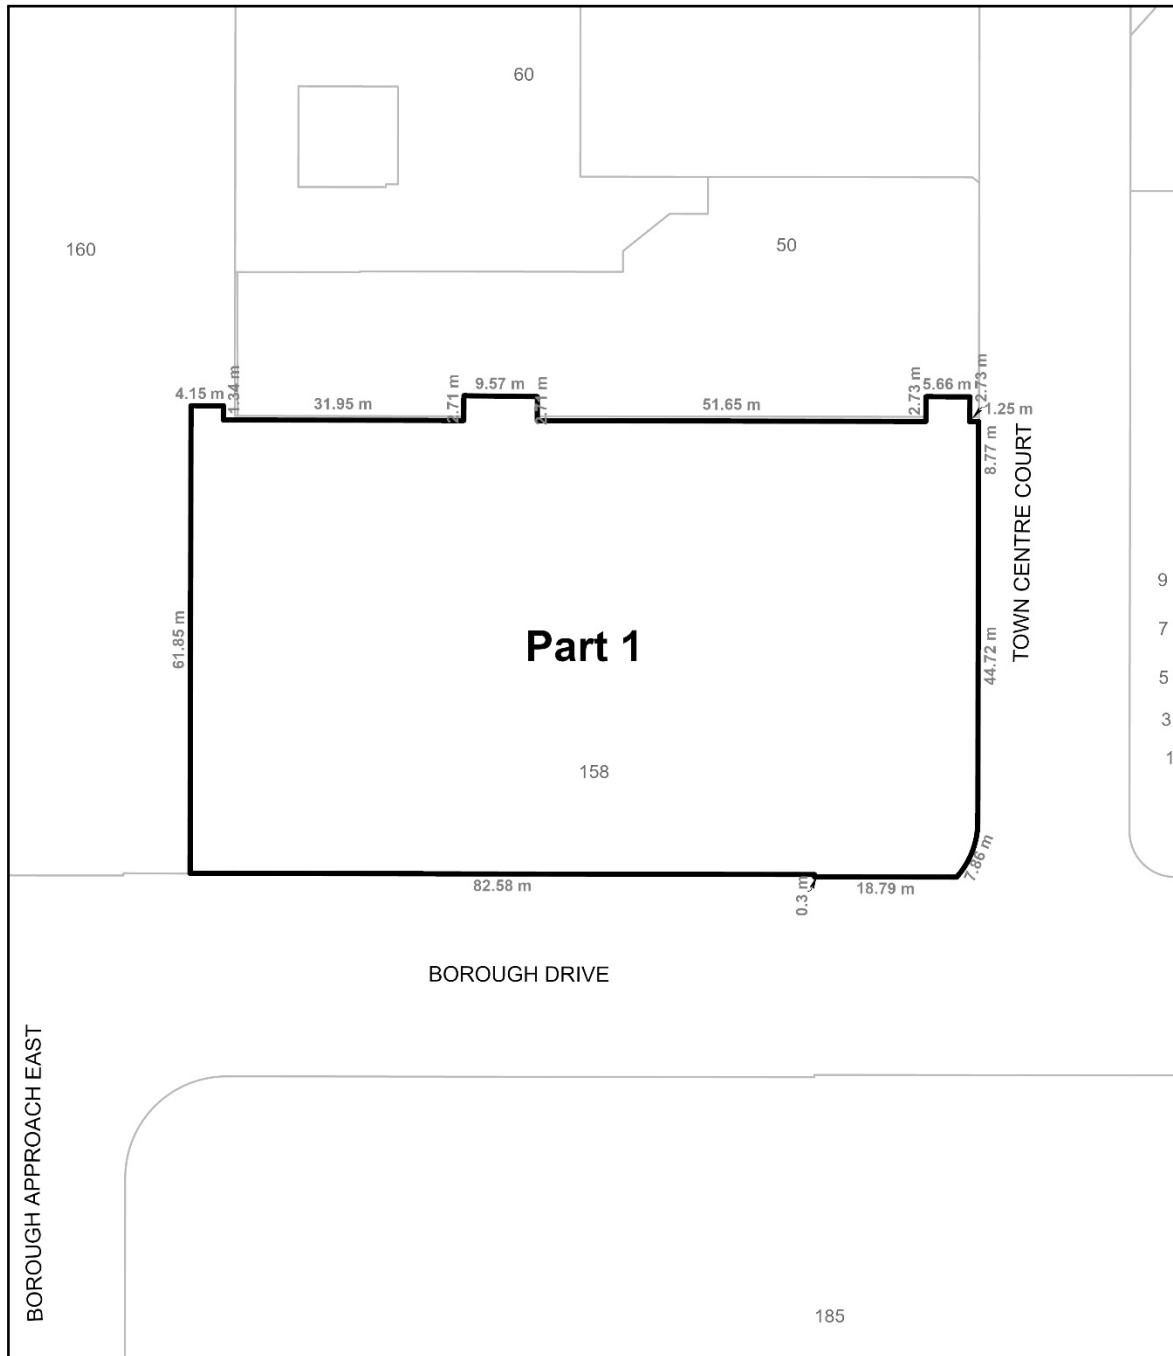 60
160
50
4.15 m
1.34 m
31.95 m
2.71 m
9.57 m
2.71 m
51.65 m
2.73 m
5.66 m
2.73 m
1.25 m
8.77 m
TOWN CENTRE COURT
9
7
5
3
1
61.85 m
Part 1
44.72 m
158
7.86 m
82.58 m
0.3 m
18.79 m
BOROUGH DRIVE
BOROUGH APPROACH EAST
185